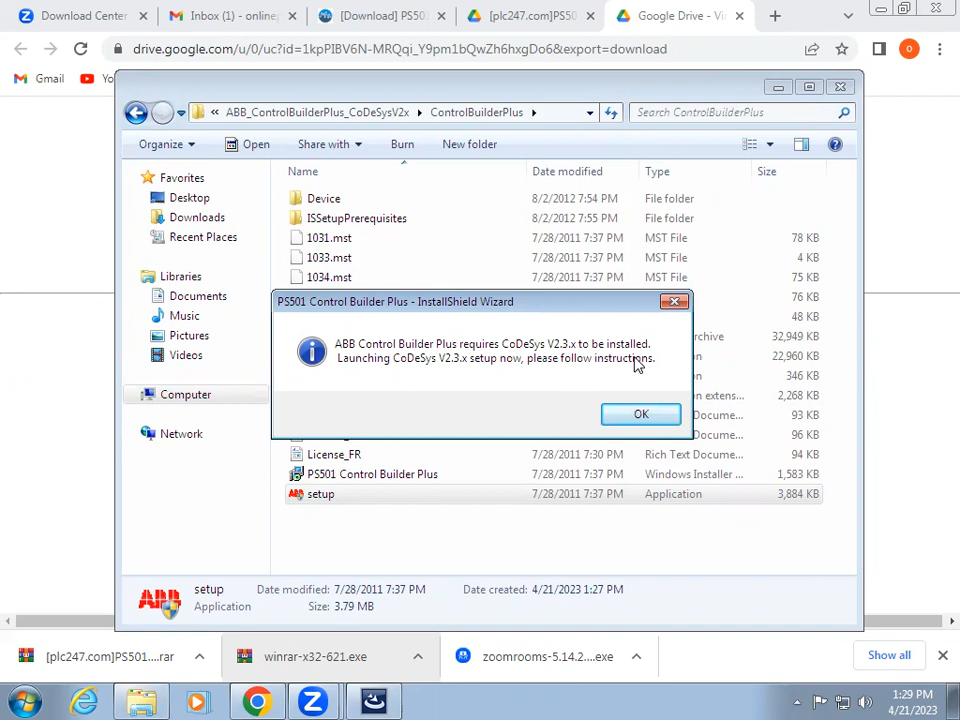 Download Center
Inbox (1) - online
[Download] PS50
[plc247.com]PS50
Google Drive - Vi
drive.google.com/u/0/uc?id=1kpPIBV6N-MRQqi_Y9pm1bQwZh6hxgDo6&export=download
Gmail
Yo
ABB_ControlBuilderPlus_CoDeSysV2x
ControlBuilderPlus
Search ControlBuilderPlus
Organize
Open
Share with
Burn
New folder
Name
Date modified
Type
Size
Favorites
Desktop
Downloads
Recent Places
Libraries
Documents
Music
Pictures
Videos
Computer
Network
Device 8/2/2012 7:54 PM File folder
ISSetupPrerequisites 8/2/2012 7:55 PM File folder
1031.mst 7/28/2011 7:37 PM MST File 78 KB
1033.mst 7/28/2011 7:37 PM MST File 4 KB
1034.mst 7/28/2011 7:37 PM MST File 75 KB
76 KB
48 KB
rchive 32,949 KB
n 22,960 KB
n 346 KB
n extens... 2,268 KB
Docume... 93 KB
Docume... 96 KB
License_FR 7/28/2011 7:30 PM Rich Text Docume... 94 KB
PS501 Control Builder Plus 7/28/2011 7:37 PM Windows Installer ... 1,583 KB
setup 7/28/2011 7:37 PM Application 3,884 KB
PS501 Control Builder Plus - InstallShield Wizard
ABB Control Builder Plus requires CoDeSys V2.3.x to be installed.
Launching CoDeSys V2.3.x setup now, please follow instructions.
OK
ABB
setup Date modified: 7/28/2011 7:37 PM Date created: 4/21/2023 1:27 PM
Application Size: 3.79 MB
[plc247.com]PS501....rar
winrar-x32-621.exe
zoomrooms-5.14.2....exe
Show all
1:29 PM
4/21/2023